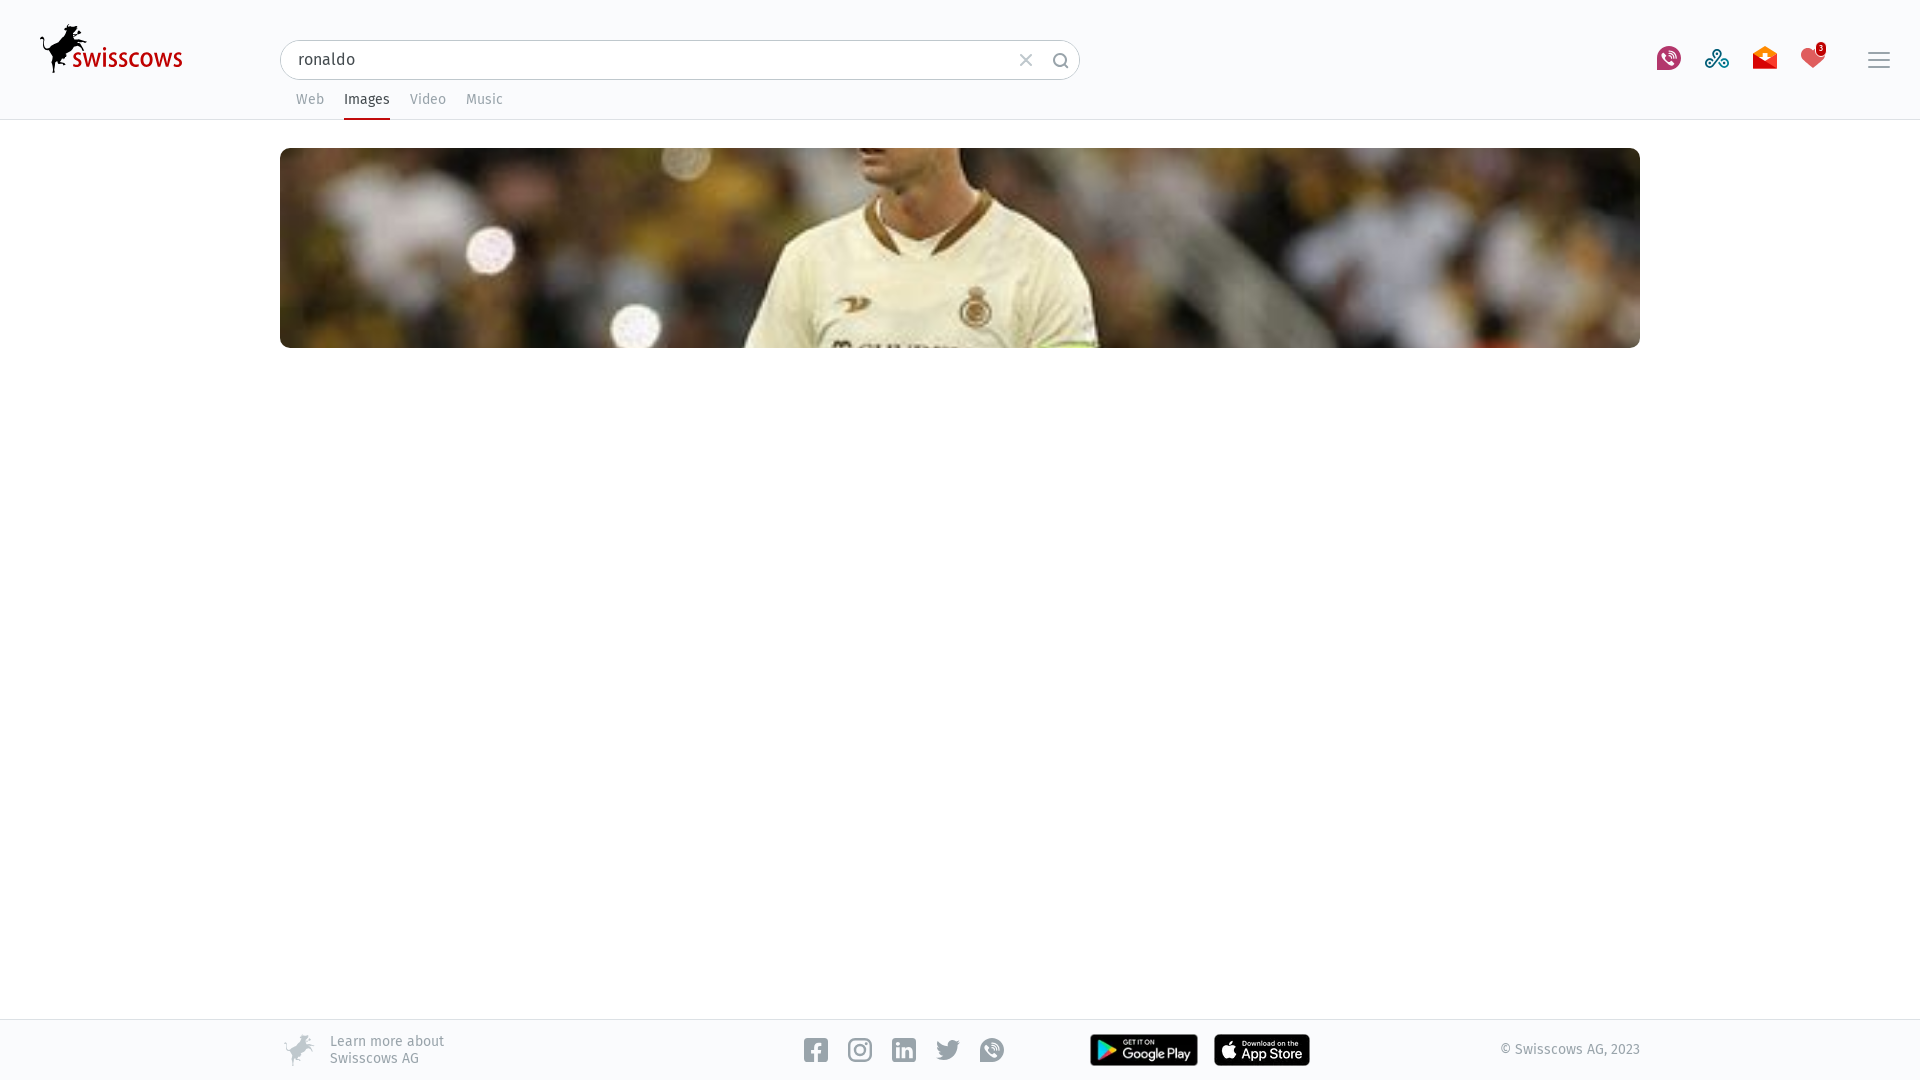 swisscows
ronaldo
3
Web
Images
Video
Music
Learn more about
Swisscows AG
GET IT ON
Google Play
Download on the
App Store
© Swisscows AG, 2023